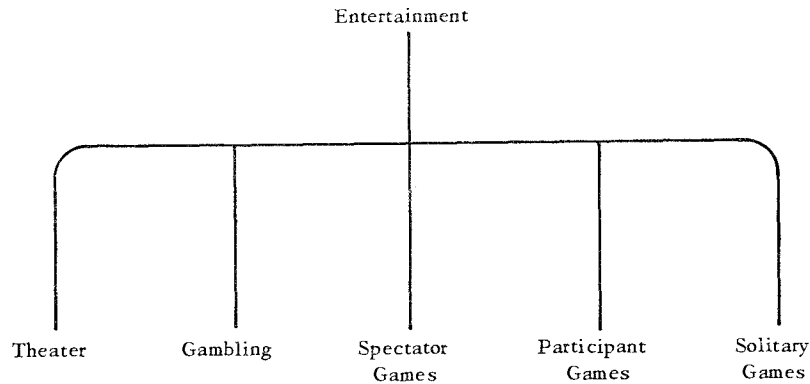 Entertainment
Theater
Gambling
Spectator
Games
Participant
Games
Solitary
Games